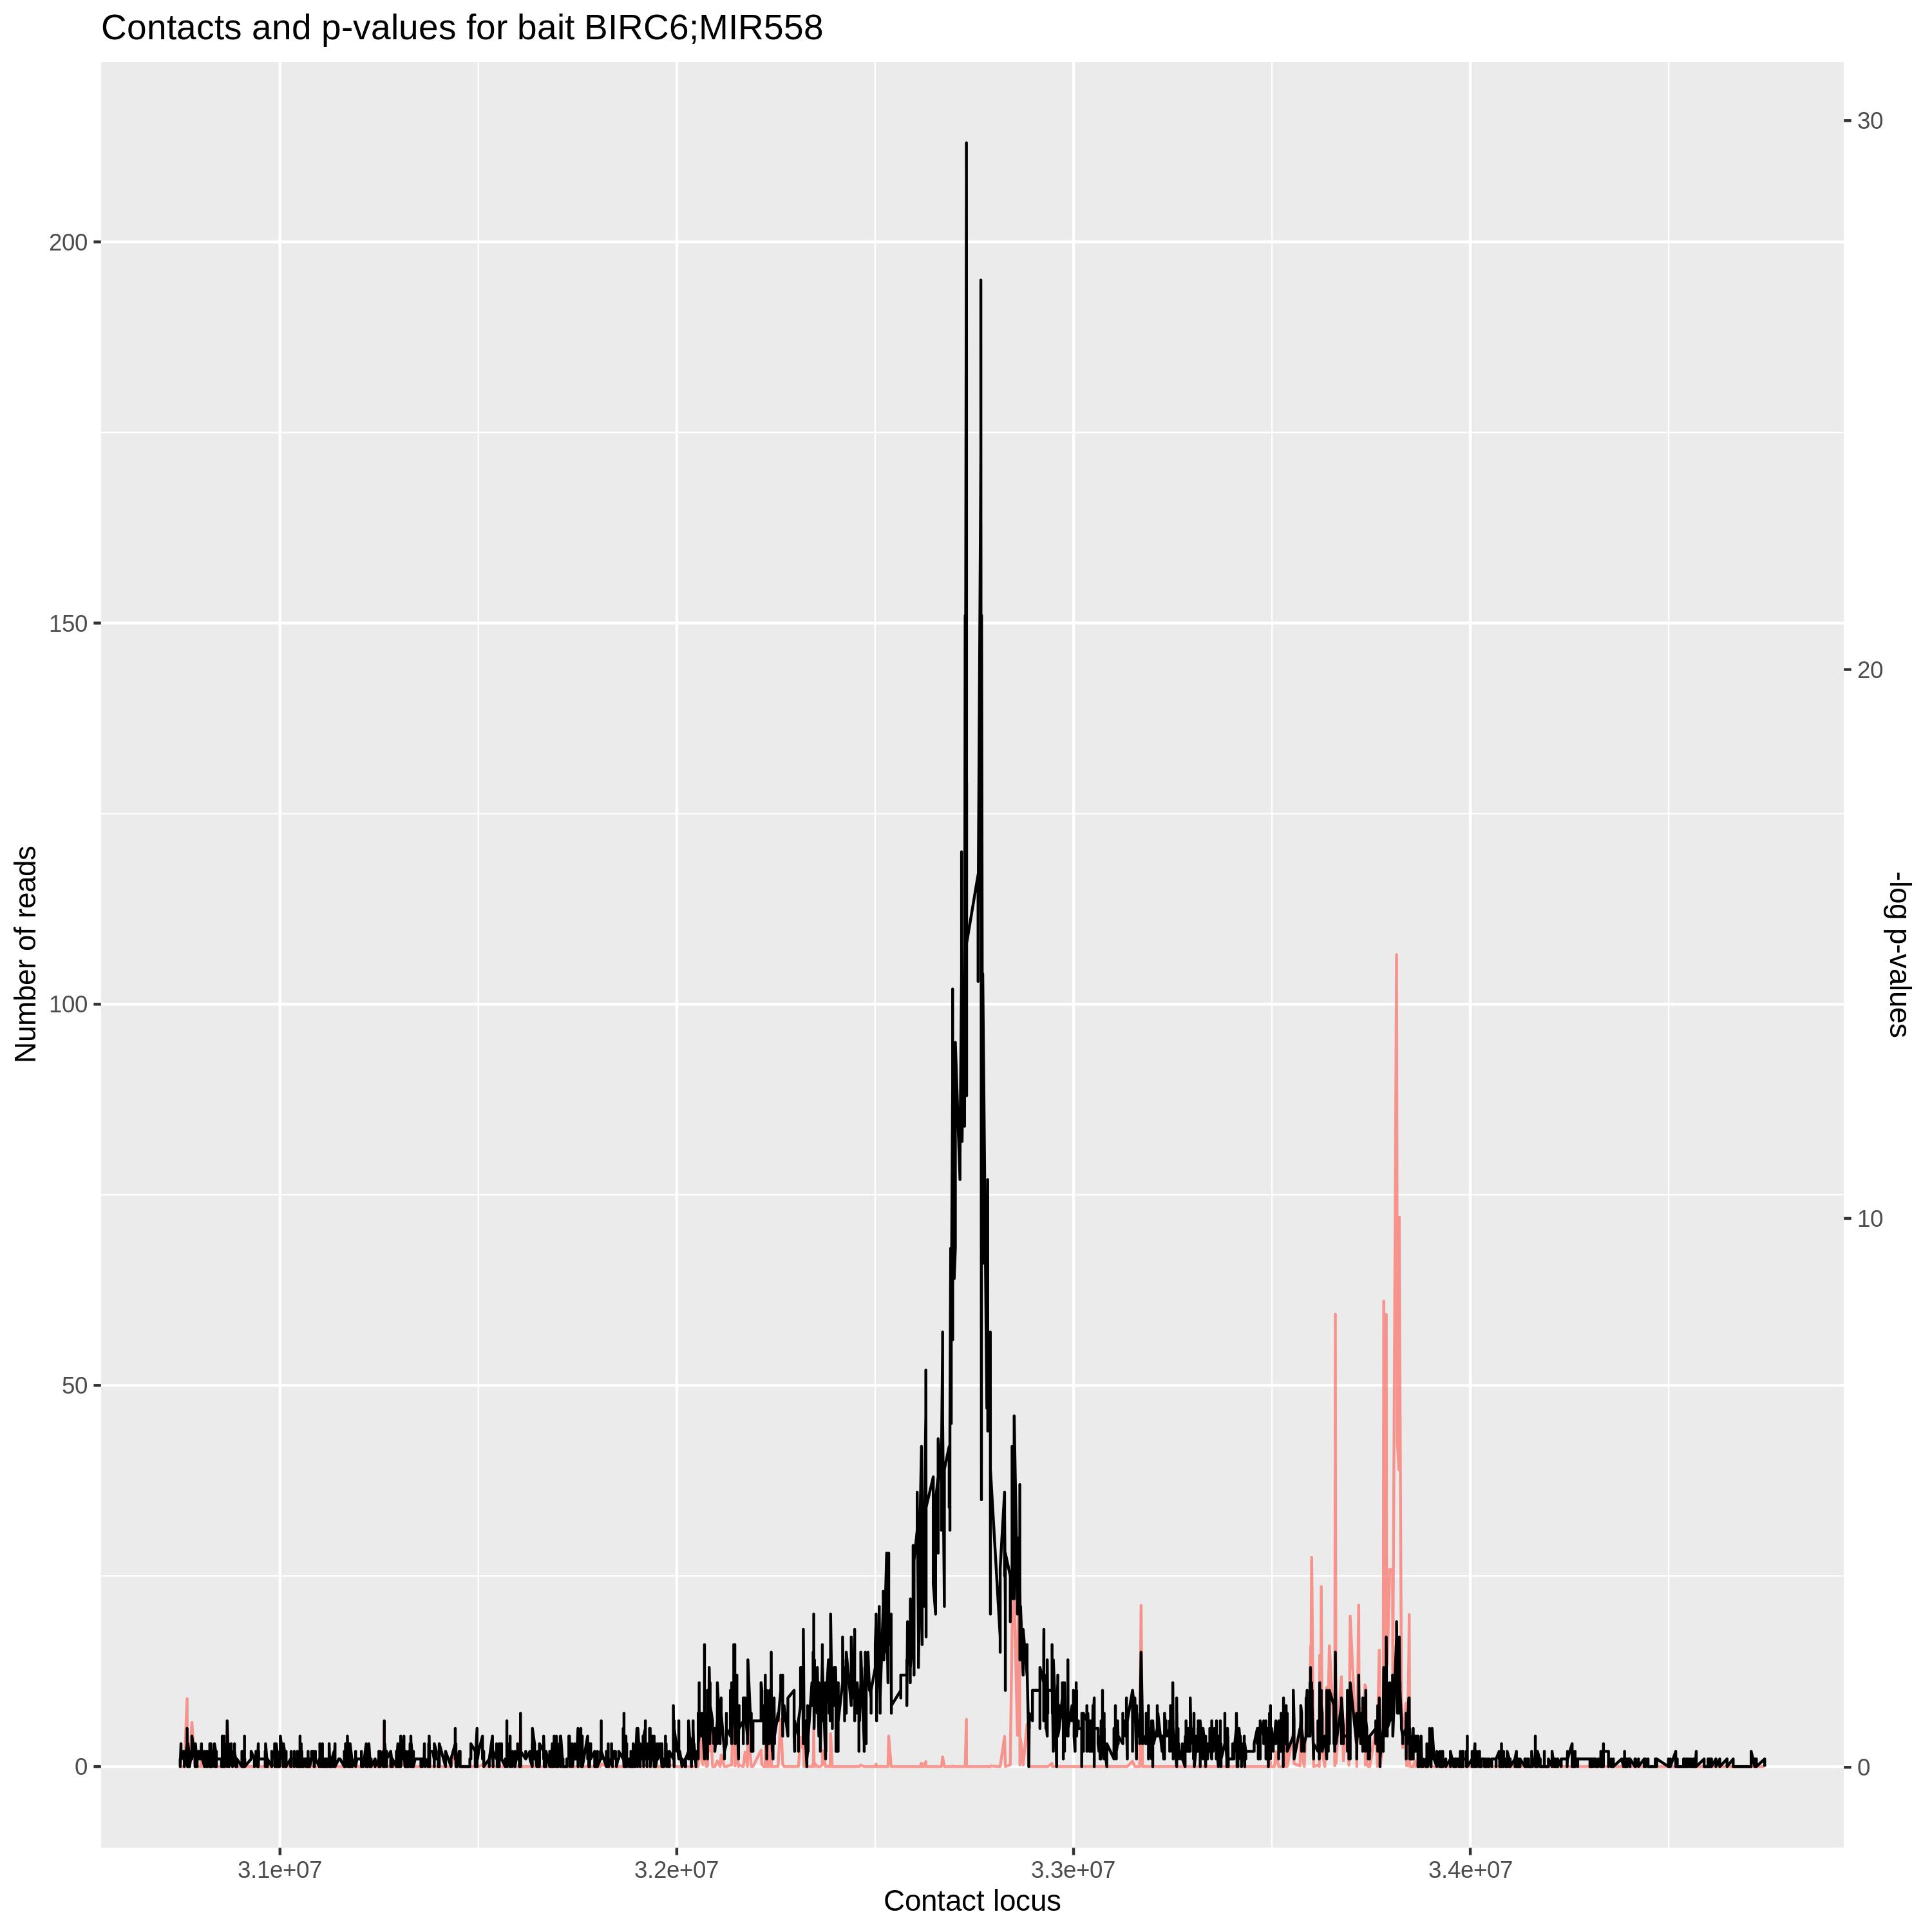 Contacts and p-values for bait BIRC6;MIR558
30
200
150
20
Number of reads
-log p-values
100
10
50
0
0
3.1e+07
3.2e+07
3.3e+07
3.4e+07
Contact locus